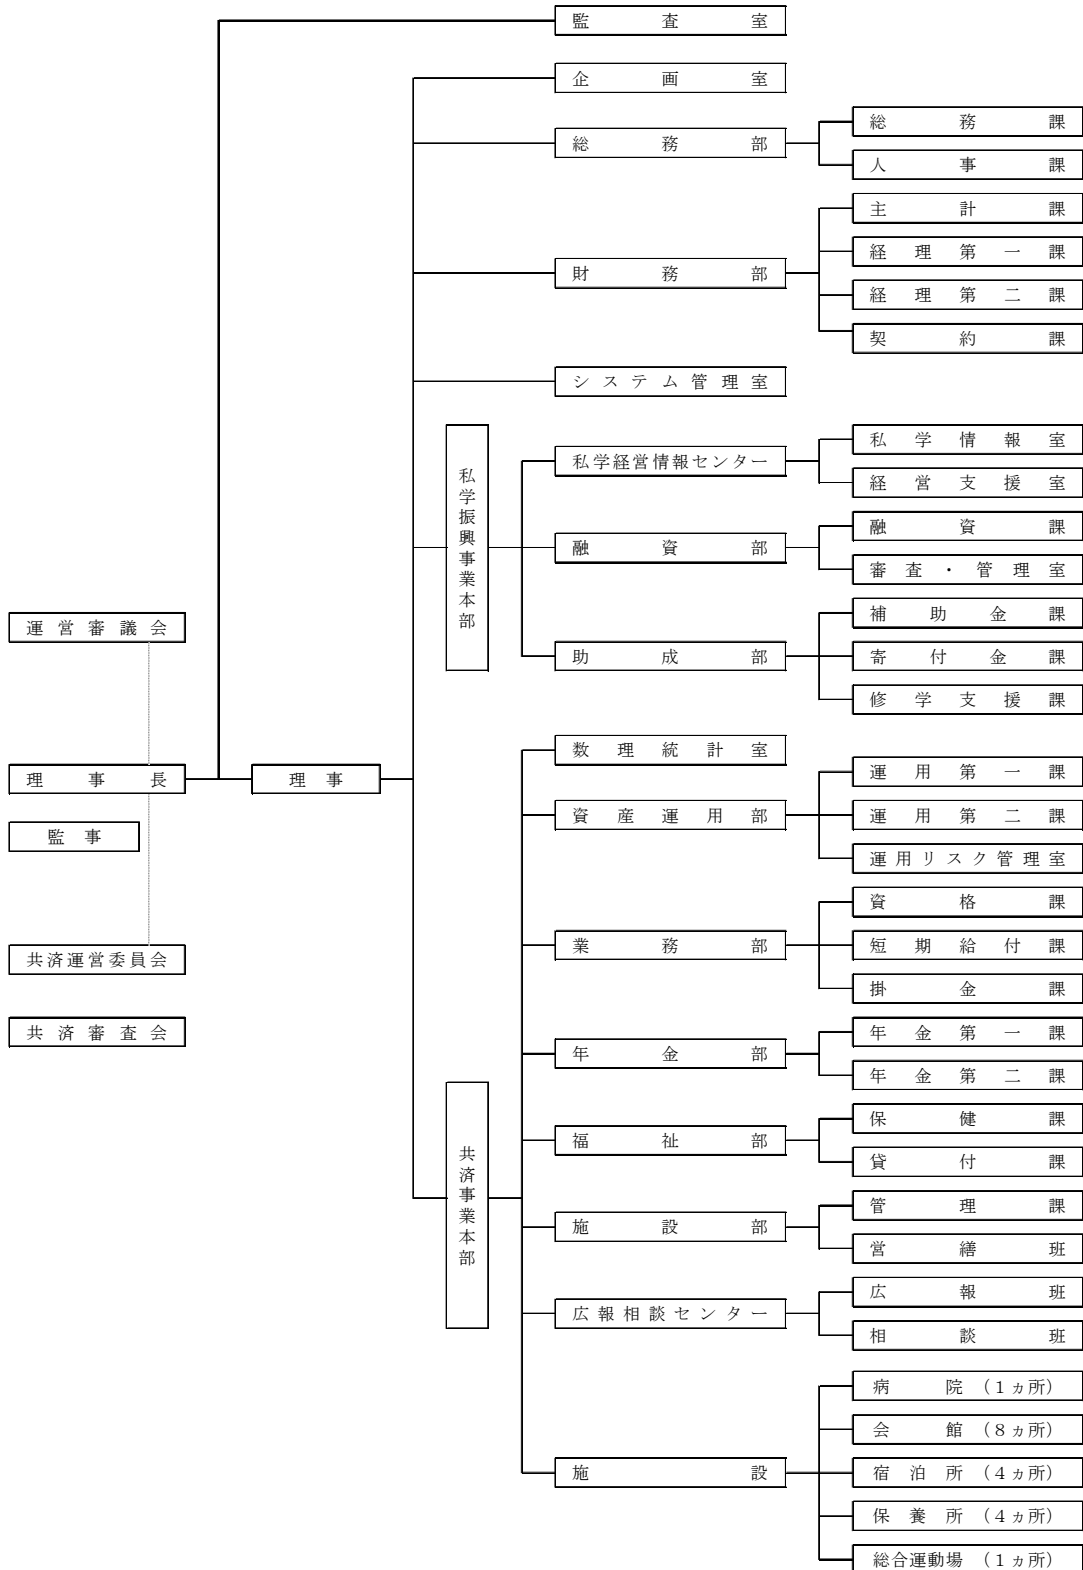 監査室
企画室
総務部
総務課
人事課
財務部
主計課
経理第一課
経理第二課
契約課
システム管理室
私学振興事業本部
私学経営情報センター
私学情報室
経営支援室
融資部
融資課
審査・管理室
助成部
補助金課
寄付金課
修学支援課
運営審議会
理事長
理事
監事
共済運営委員会
共済審査会
共済事業本部
数理統計室
資産運用部
運用第一課
運用第二課
運用リスク管理室
業務部
資格課
短期給付課
掛金課
年金部
年金第一課
年金第二課
福祉部
保健課
貸付課
施設部
管理課
営繕班
広報相談センター
広報班
相談班
施設
病院（１ヵ所）
会館（８ヵ所）
宿泊所（４ヵ所）
保養所（４ヵ所）
総合運動場（１ヵ所）